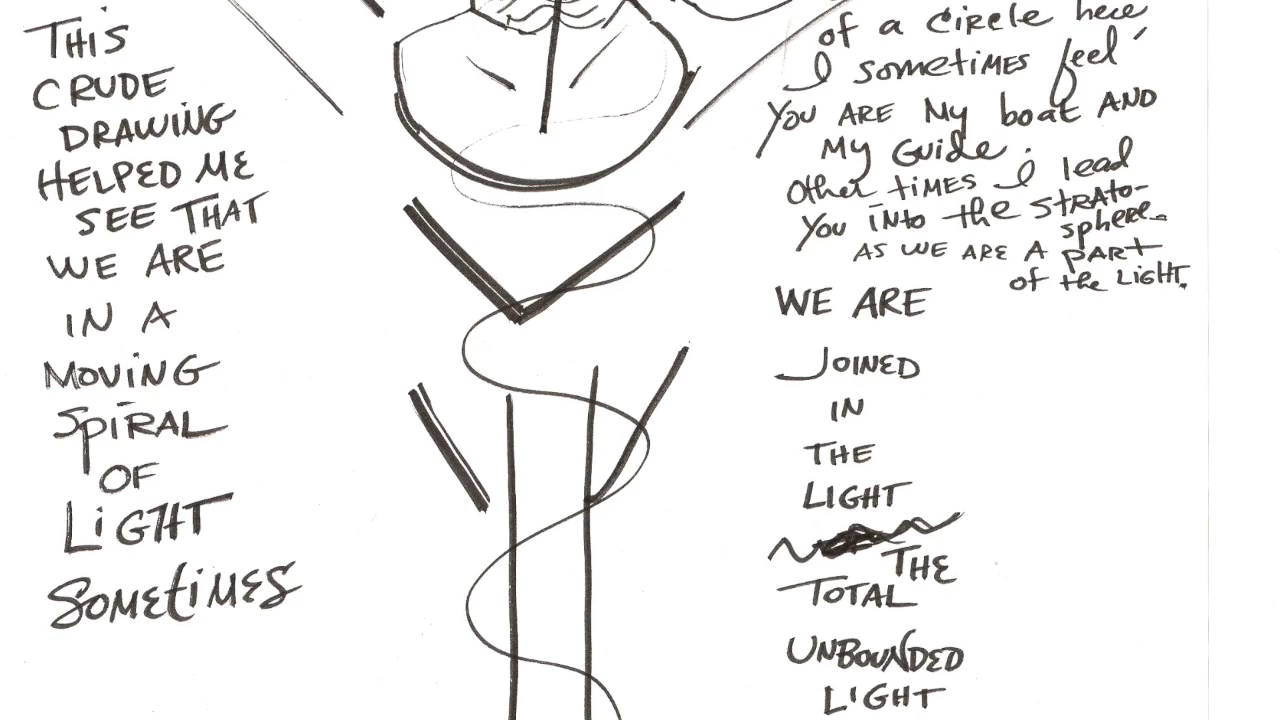 THIS
CRUDE
DRAWING
HELPED ME
SEE THAT
WE ARE
IN A
MOVING
SPIRAL
OF
LIGHT
SOMETIMES
of a circle here
I sometimes feel
YOU ARE My boat AND
My Guide.
Other times I lead
You into the STRATO-
sphere
AS WE ARE A PART
of the LIGHT.
WE ARE
JOINED
IN
THE
LIGHT
THE
TOTAL
UNBOUNDED
LIGHT